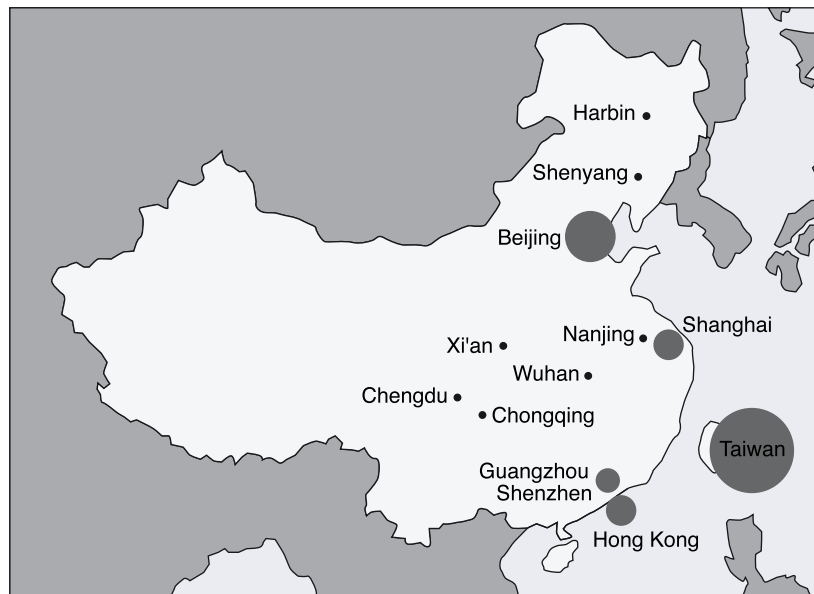 Harbin
Shenyang
Beijing
Shanghai
Nanjing
Xi'an
Wuhan
Chengdu
Chongqing
Taiwan
Guangzhou
Shenzhen
Hong Kong